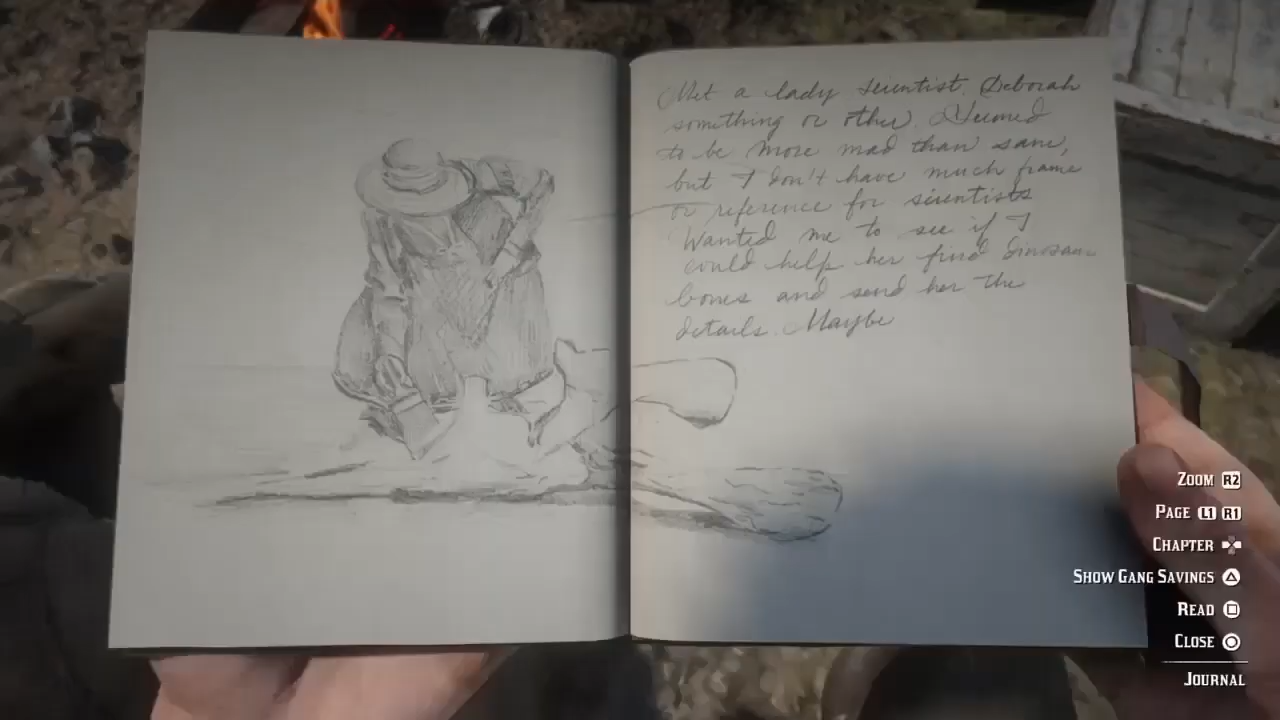 Met a lady scientist, Deborah
something or other. Seemed
to be more mad than sane,
but I don't have much frame
or reference for scientists
Wanted me to see if I
could help her find dinosaur
bones and send her the
details. Maybe
ZOOM R2
PAGE L1 R1
CHAPTER
SHOW GANG SAVINGS
READ
CLOSE
JOURNAL